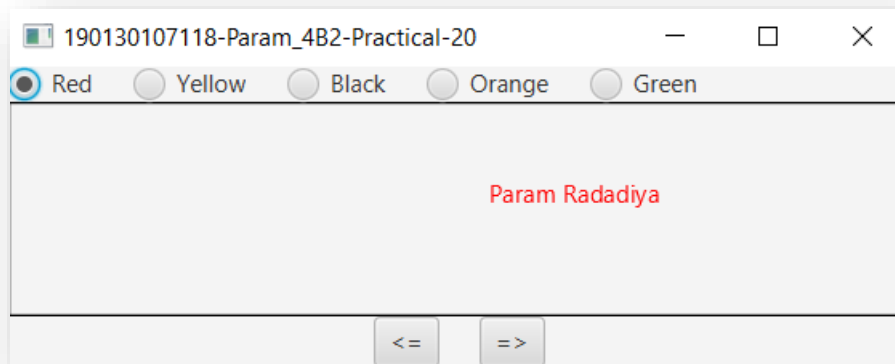 190130107118-Param_4B2-Practical-20
Red Yellow Black Orange Green
Param Radadiya
<= =>